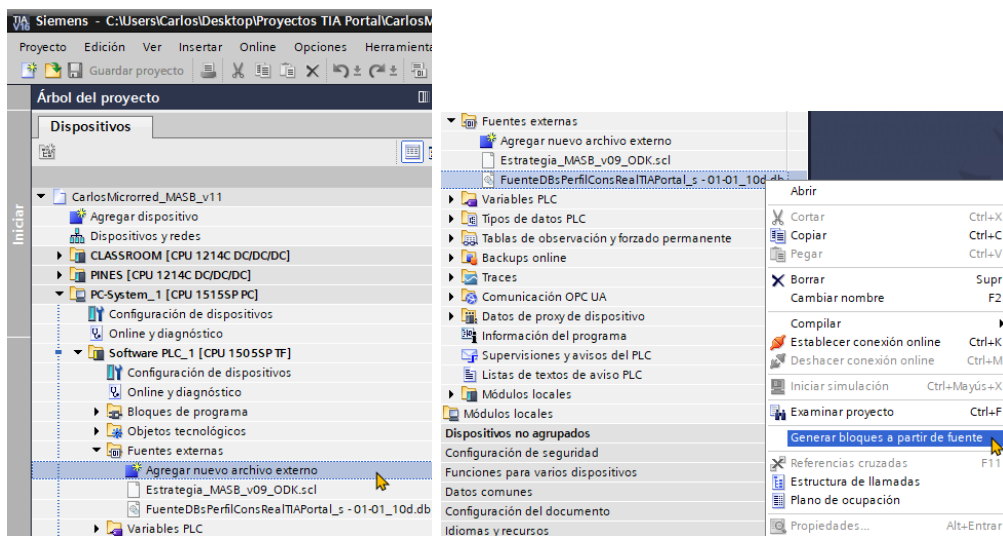 Siemens - C:\Users\Carlos\Desktop\Proyectos TIA Portal\CarlosM
Proyecto Edición Ver Insertar Online Opciones Herramienta
Guardar proyecto
Árbol del proyecto
Dispositivos
Iniciar
CarlosMicrorred_MASB_v11
Agregar dispositivo
Dispositivos y redes
CLASSROOM [CPU 1214C DC/DC/DC]
PINES [CPU 1214C DC/DC/DC]
PC-System_1 [CPU 1515SP PC]
Configuración de dispositivos
Online y diagnóstico
Software PLC_1 [CPU 1505SP TF]
Configuración de dispositivos
Online y diagnóstico
Bloques de programa
Objetos tecnológicos
Fuentes externas
Agregar nuevo archivo externo
Estrategia_MASB_v09_ODK.scl
FuenteDBsPerfilConsRealTIAPortal_s - 01-01_10d.db
Variables PLC
Fuentes externas
Agregar nuevo archivo externo
Estrategia_MASB_v09_ODK.scl
FuenteDBsPerfilConsRealTIAPortal_s - 01-01_10d.db
Variables PLC
Tipos de datos PLC
Tablas de observación y forzado permanente
Backups online
Traces
Comunicación OPC UA
Datos de proxy de dispositivo
Información del programa
Supervisiones y avisos del PLC
Listas de textos de aviso PLC
Módulos locales
Módulos locales
Dispositivos no agrupados
Configuración de seguridad
Funciones para varios dispositivos
Datos comunes
Configuración del documento
Idiomas y recursos
Abrir
Cortar Ctrl+X
Copiar Ctrl+C
Pegar Ctrl+V
Borrar Supr
Cambiar nombre F2
Compilar
Establecer conexión online Ctrl+K
Deshacer conexión online Ctrl+M
Iniciar simulación Ctrl+Mayús+X
Examinar proyecto Ctrl+F
Generar bloques a partir de fuente
Referencias cruzadas F11
Estructura de llamadas
Plano de ocupación
Propiedades... Alt+Entrar